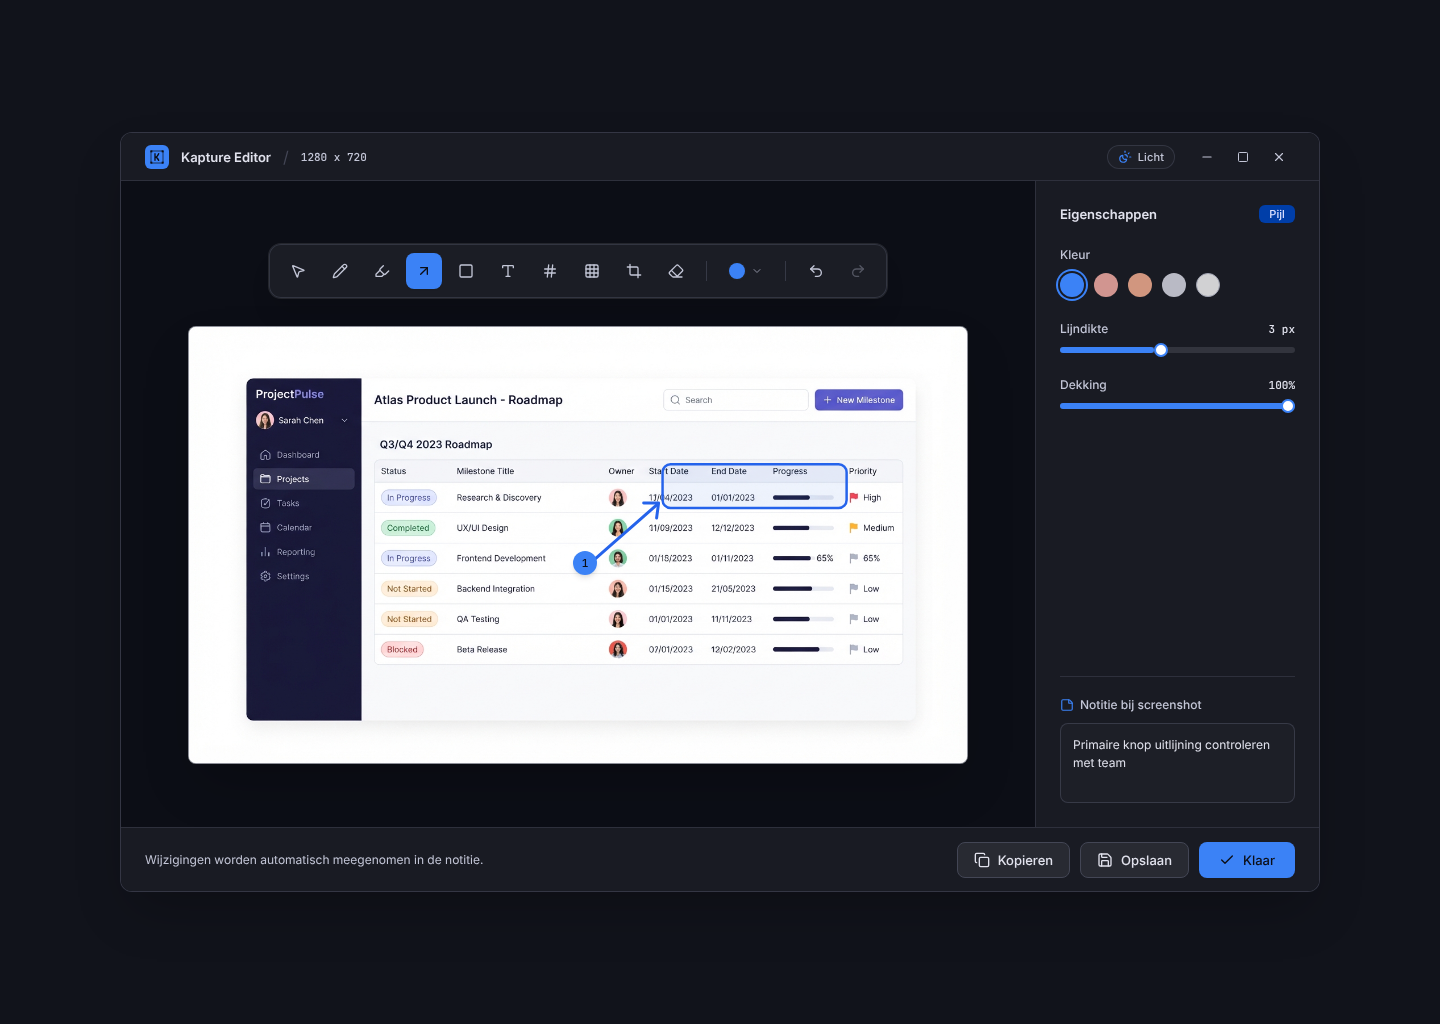 Kapture Editor / 1280 x 720
Licht
Eigenschappen
Pijl
Kleur
Lijndikte 3 px
Dekking 100%
ProjectPulse
Sarah Chen
Dashboard
Projects
Tasks
Calendar
Reporting
Settings
Atlas Product Launch - Roadmap
Search
New Milestone
Q3/Q4 2023 Roadmap
Status Milestone Title Owner Start Date End Date Progress Priority
In Progress Research & Discovery 11/04/2023 01/01/2023 High
Completed UX/UI Design 11/09/2023 12/12/2023 Medium
In Progress Frontend Development 01/18/2023 01/11/2023 65% 65%
Not Started Backend Integration 01/15/2023 21/05/2023 Low
Not Started QA Testing 01/01/2023 11/11/2023 Low
Blocked Beta Release 07/01/2023 12/02/2023 Low
1
Notitie bij screenshot
Primaire knop uitlijning controleren
met team
Wijzigingen worden automatisch meegenomen in de notitie.
Kopieren
Opslaan
Klaar